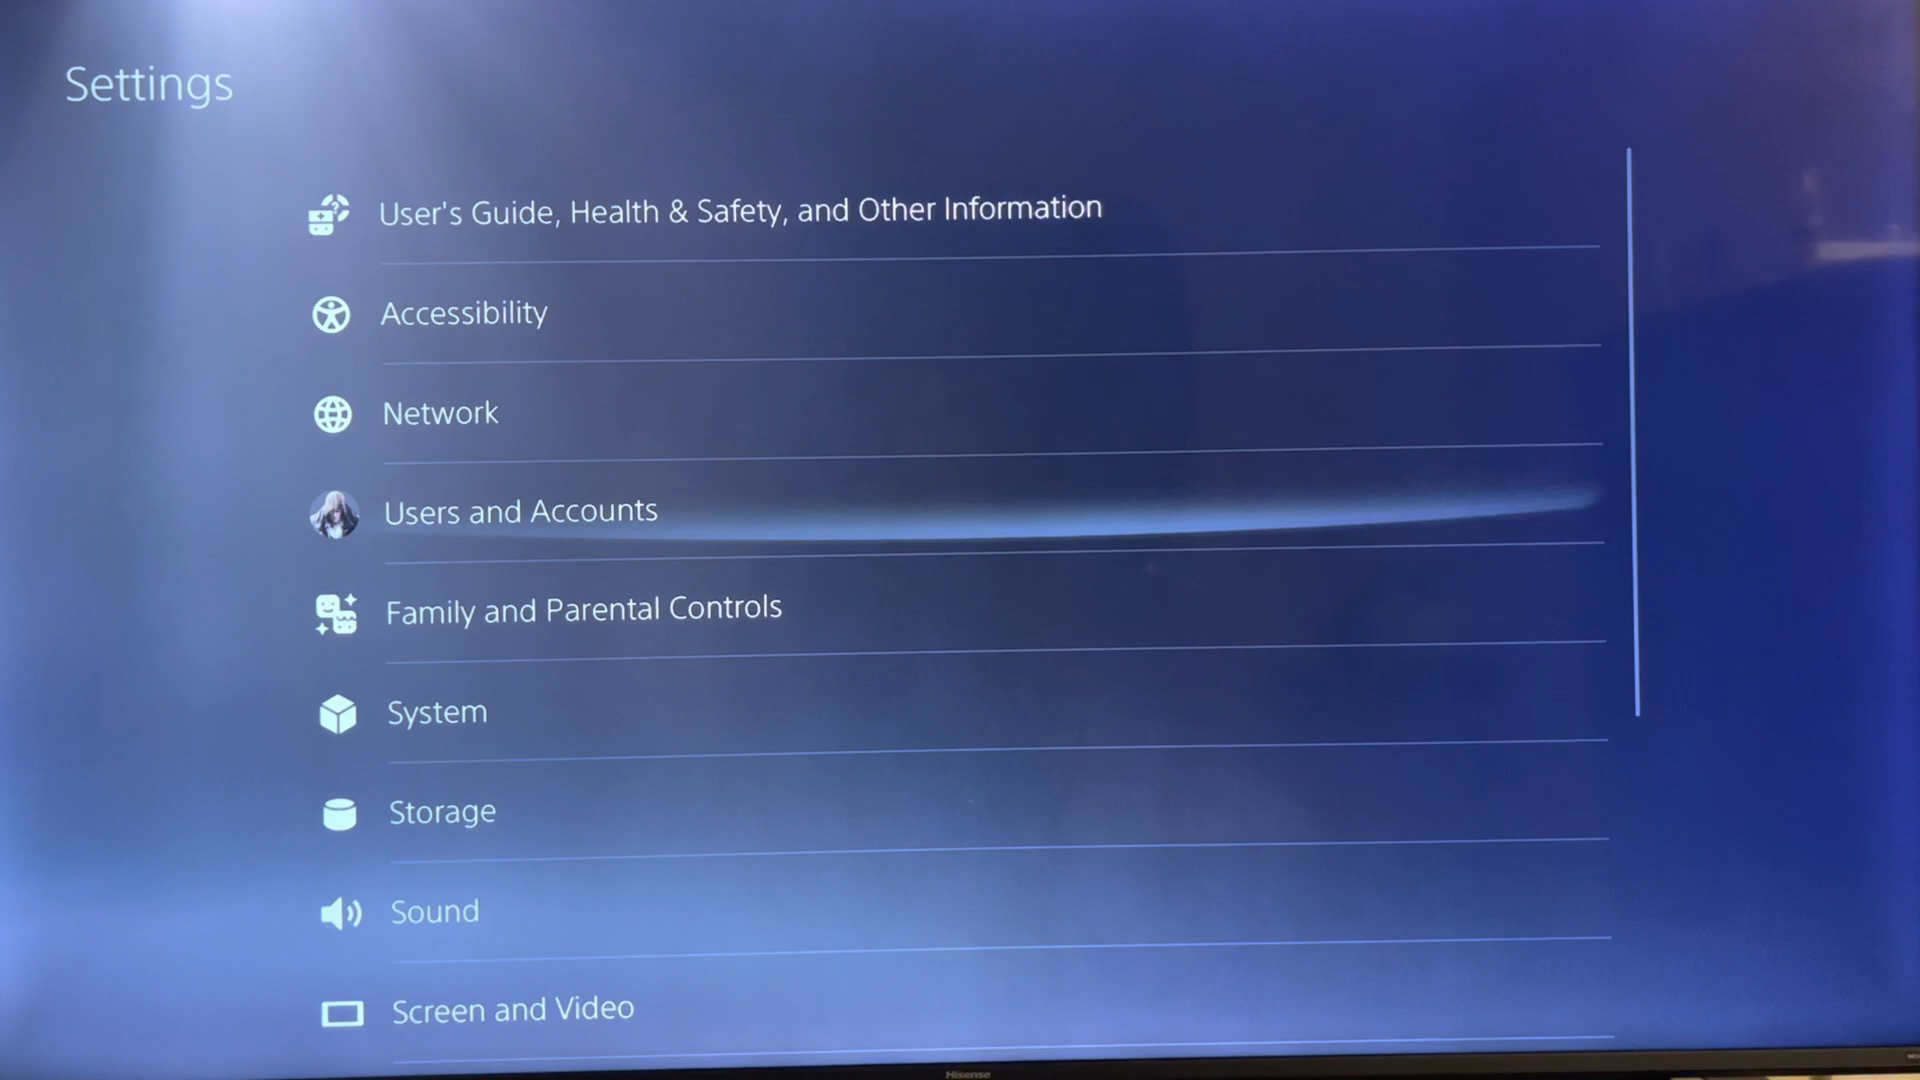 Settings
User's Guide, Health & Safety, and Other Information
Accessibility
Network
Users and Accounts
Family and Parental Controls
System
Storage
Sound
Screen and Video
Hisense